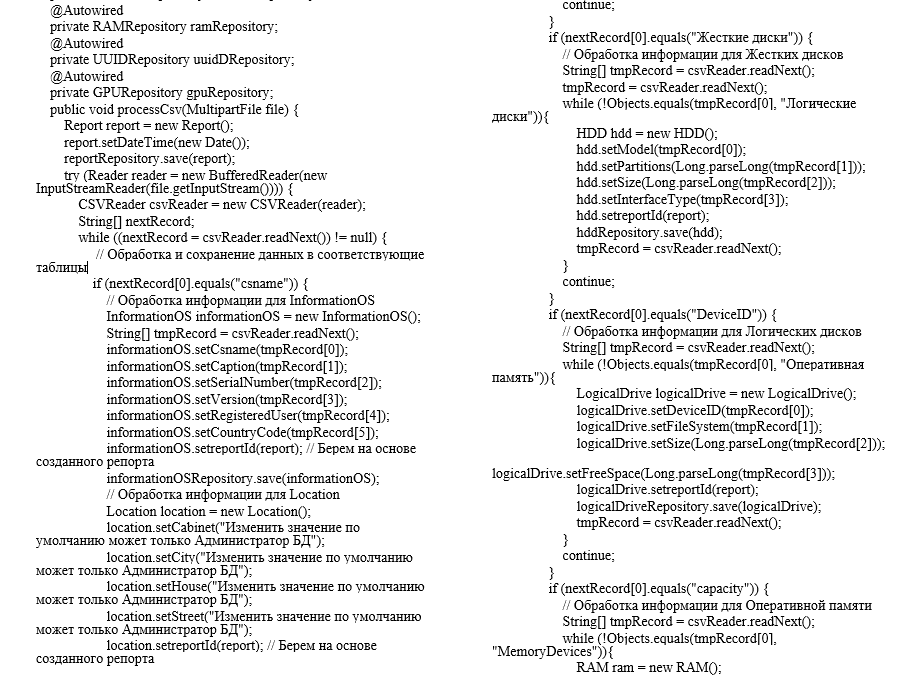 @Autowired
private RAMRepository ramRepository;
@Autowired
private UUIDRepository uuidDRepository;
@Autowired
private GPURepository gpuRepository;
public void processCsv(MultipartFile file) {
Report report = new Report();
report.setDateTime(new Date());
reportRepository.save(report);
try (Reader reader = new BufferedReader(new
InputStreamReader(file.getInputStream()))) {
CSVReader csvReader = new CSVReader(reader);
String[] nextRecord;
while ((nextRecord = csvReader.readNext()) != null) {
// Обработка и сохранение данных в соответствующие
таблицы
if (nextRecord[0].equals("csname")) {
// Обработка информации для InformationOS
InformationOS informationOS = new InformationOS();
String[] tmpRecord = csvReader.readNext();
informationOS.setCsname(tmpRecord[0]);
informationOS.setCaption(tmpRecord[1]);
informationOS.setSerialNumber(tmpRecord[2]);
informationOS.setVersion(tmpRecord[3]);
informationOS.setRegisteredUser(tmpRecord[4]);
informationOS.setCountryCode(tmpRecord[5]);
informationOS.setreportId(report); // Берем на основе
созданного репорта
informationOSRepository.save(informationOS);
// Обработка информации для Location
Location location = new Location();
location.setCabinet("Изменить значение по
умолчанию может только Администратор БД");
location.setCity("Изменить значение по умолчанию
может только Администратор БД");
location.setHouse("Изменить значение по умолчанию
может только Администратор БД");
location.setStreet("Изменить значение по умолчанию
может только Администратор БД");
location.setreportId(report); // Берем на основе
созданного репорта
continue;
}
if (nextRecord[0].equals("Жесткие диски")) {
// Обработка информации для Жестких дисков
String[] tmpRecord = csvReader.readNext();
tmpRecord = csvReader.readNext();
while (!Objects.equals(tmpRecord[0], "Логические
диски")){
HDD hdd = new HDD();
hdd.setModel(tmpRecord[0]);
hdd.setPartitions(Long.parseLong(tmpRecord[1]));
hdd.setSize(Long.parseLong(tmpRecord[2]));
hdd.setInterfaceType(tmpRecord[3]);
hdd.setreportId(report);
hddRepository.save(hdd);
tmpRecord = csvReader.readNext();
}
continue;
}
if (nextRecord[0].equals("DeviceID")) {
// Обработка информации для Логических дисков
String[] tmpRecord = csvReader.readNext();
while (!Objects.equals(tmpRecord[0], "Оперативная
память")){
LogicalDrive logicalDrive = new LogicalDrive();
logicalDrive.setDeviceID(tmpRecord[0]);
logicalDrive.setFileSystem(tmpRecord[1]);
logicalDrive.setSize(Long.parseLong(tmpRecord[2]));
logicalDrive.setFreeSpace(Long.parseLong(tmpRecord[3]));
logicalDrive.setreportId(report);
logicalDriveRepository.save(logicalDrive);
tmpRecord = csvReader.readNext();
}
continue;
}
if (nextRecord[0].equals("capacity")) {
// Обработка информации для Оперативной памяти
String[] tmpRecord = csvReader.readNext();
while (!Objects.equals(tmpRecord[0],
"MemoryDevices")){
RAM ram = new RAM();